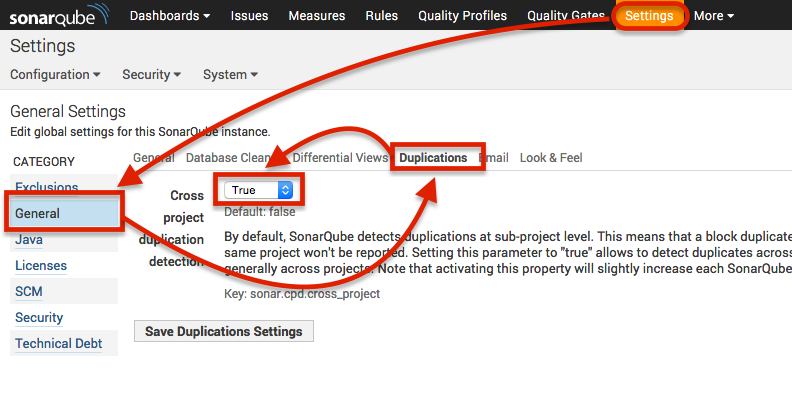 sonarqube Dashboards Issues Measures Rules Quality Profiles Quality Gates Settings More
Settings
Configuration Security System
General Settings
Edit global settings for this SonarQube instance.
CATEGORY
General Database Cleaner Differential Views Duplications Email Look & Feel
Exclusions
General
Java
Licenses
SCM
Security
Technical Debt
Cross
project
duplication
detection
True
Default: false
By default, SonarQube detects duplications at sub-project level. This means that a block duplicate
same project won't be reported. Setting this parameter to "true" allows to detect duplicates across
generally across projects. Note that activating this property will slightly increase each SonarQube
Key: sonar.cpd.cross_project
Save Duplications Settings